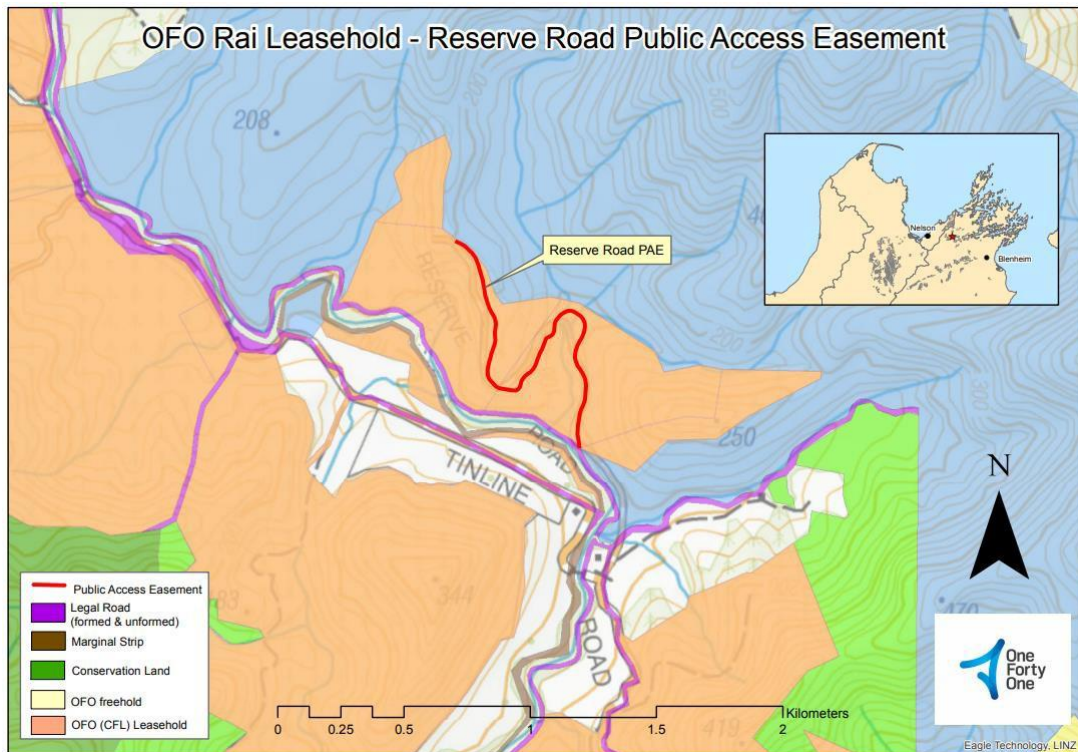 OFO Rai Leasehold - Reserve Road Public Access Easement
208
200
500
Nelson
Blenheim
Reserve Road PAE
RESERVE
ROAD
TINLINE
200
250
300
N
344
ROAD
470
419
Public Access Easement
Legal Road
(formed & unformed)
Marginal Strip
Conservation Land
OFO freehold
OFO (CFL) Leasehold
0 0.25 0.5 1 1.5 2
Kilometers
One
Forty
One
Eagle Technology, LINZ